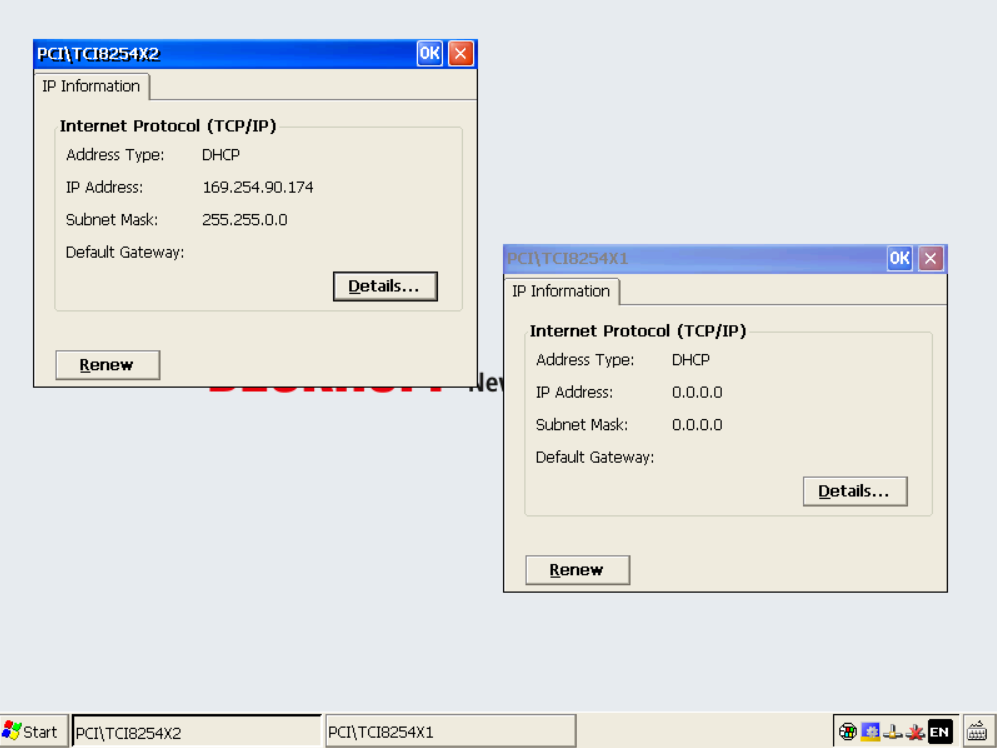 PCI\TCI8254X2 OK
IP Information
Internet Protocol (TCP/IP)
Address Type: DHCP
IP Address: 169.254.90.174
Subnet Mask: 255.255.0.0
Default Gateway:
Details...
Renew
PCI\TCI8254X1 OK
IP Information
Internet Protocol (TCP/IP)
Address Type: DHCP
IP Address: 0.0.0.0
Subnet Mask: 0.0.0.0
Default Gateway:
Details...
Renew
Start PCI\TCI8254X2 PCI\TCI8254X1 EN